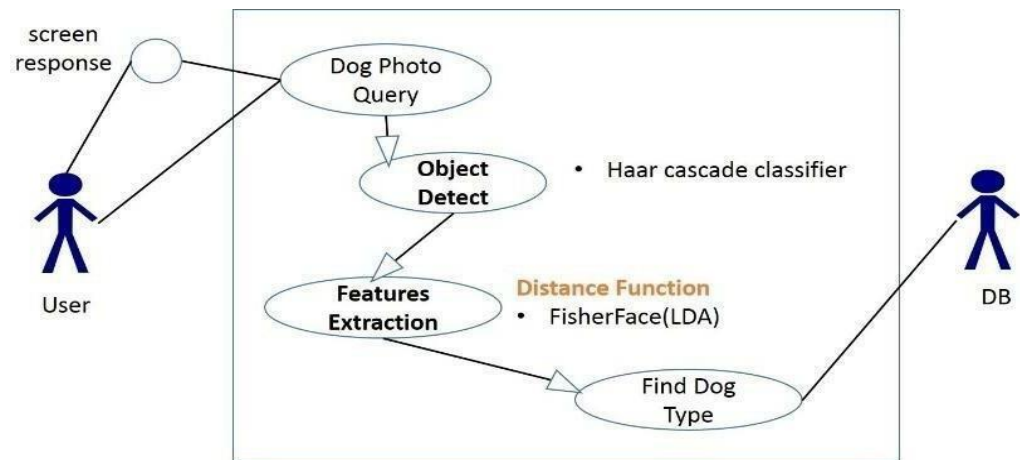 screen
response
Dog Photo
Query
Object
Detect
• Haar cascade classifier
User
Features
Extraction
Distance Function
• FisherFace(LDA)
DB
Find Dog
Type